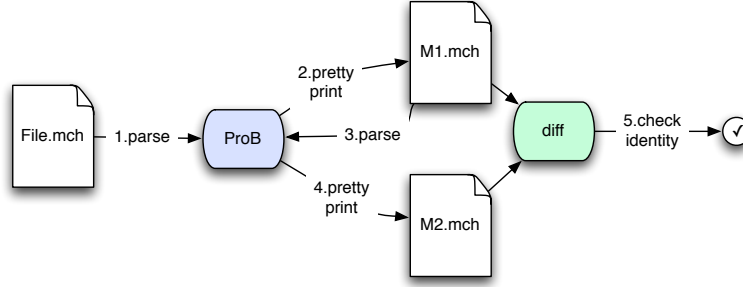 File.mch
1.parse
ProB
2.pretty
print
M1.mch
3.parse
4.pretty
print
M2.mch
diff
5.check
identity
✓